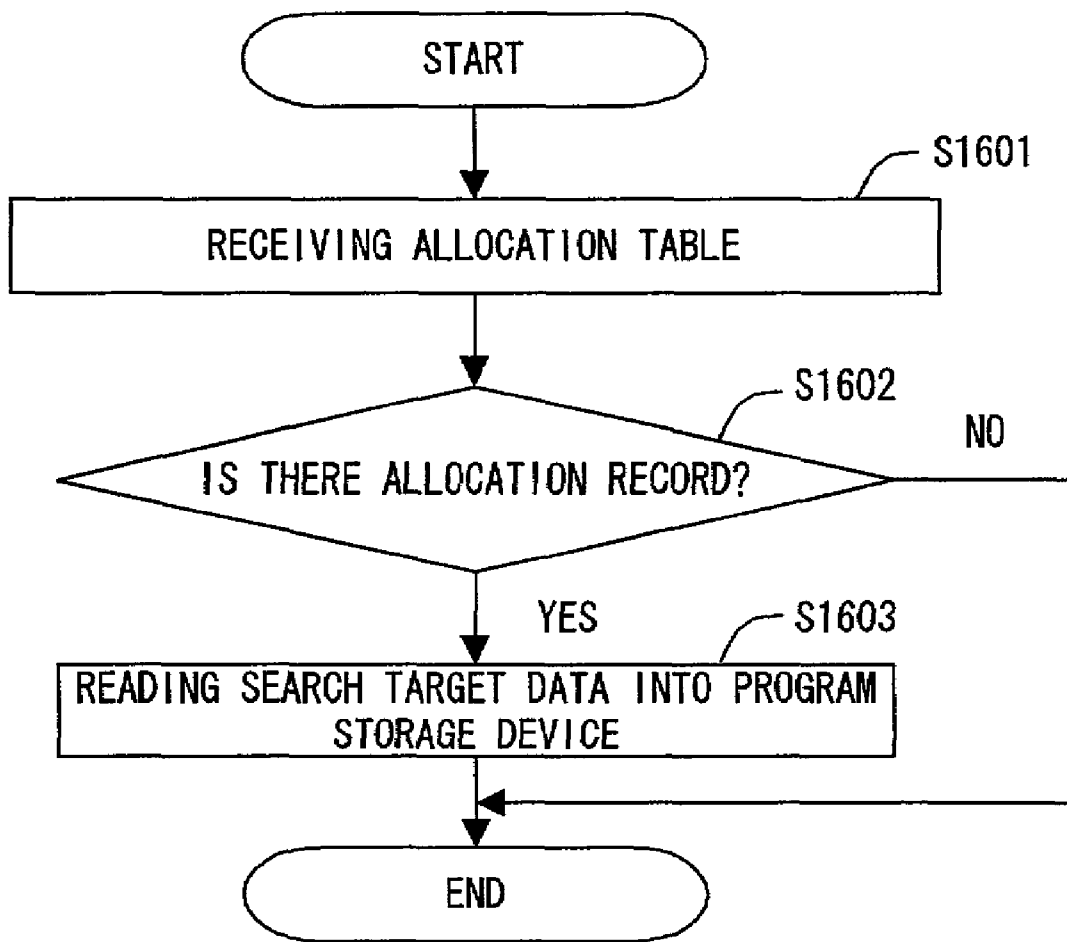 START
S1601
RECEIVING ALLOCATION TABLE
S1602
NO
IS THERE ALLOCATION RECORD?
YES
S1603
READING SEARCH TARGET DATA INTO PROGRAM
STORAGE DEVICE
END